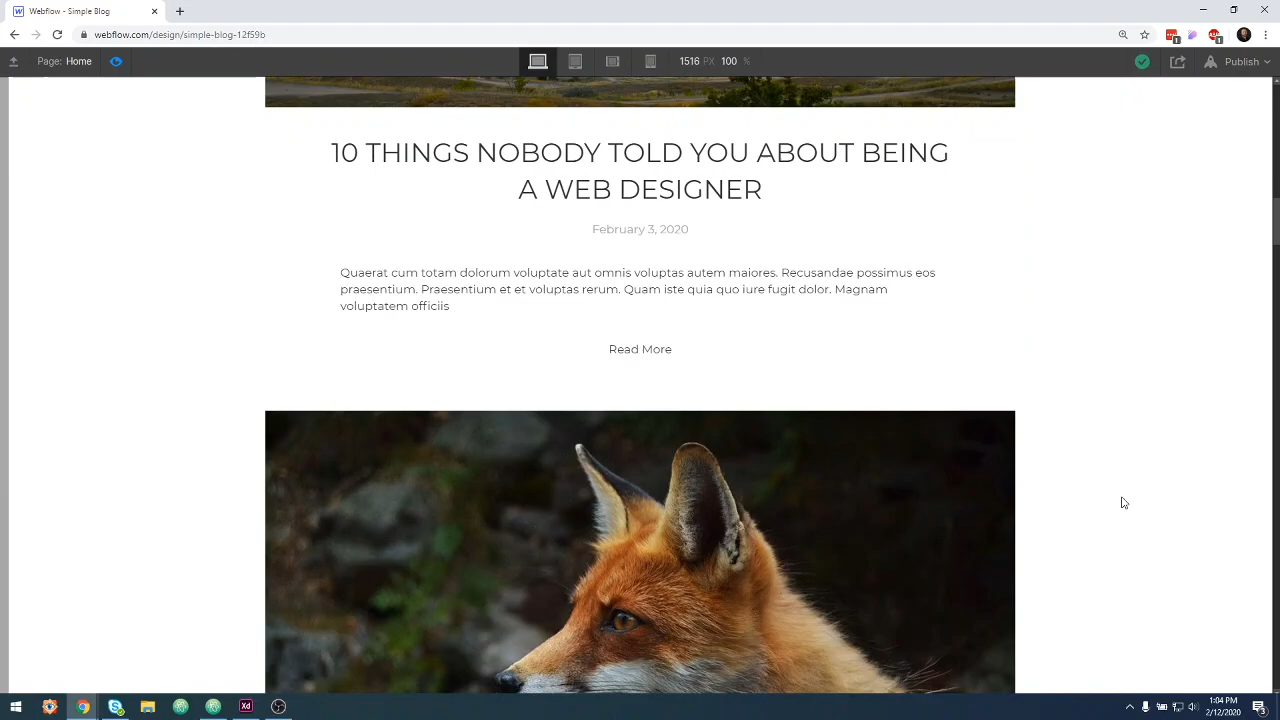 Webflow - Simple Blog
webflow.com/design/simple-blog-12f59b
Page: Home
1516 PX 100 %
Publish
10 THINGS NOBODY TOLD YOU ABOUT BEING
A WEB DESIGNER
February 3, 2020
Quaerat cum totam dolorum voluptate aut omnis voluptas autem maiores. Recusandae possimus eos
praesentium. Praesentium et et voluptas rerum. Quam iste quia quo iure fugit dolor. Magnam
voluptatem officiis
Read More
1:04 PM
2/12/2020